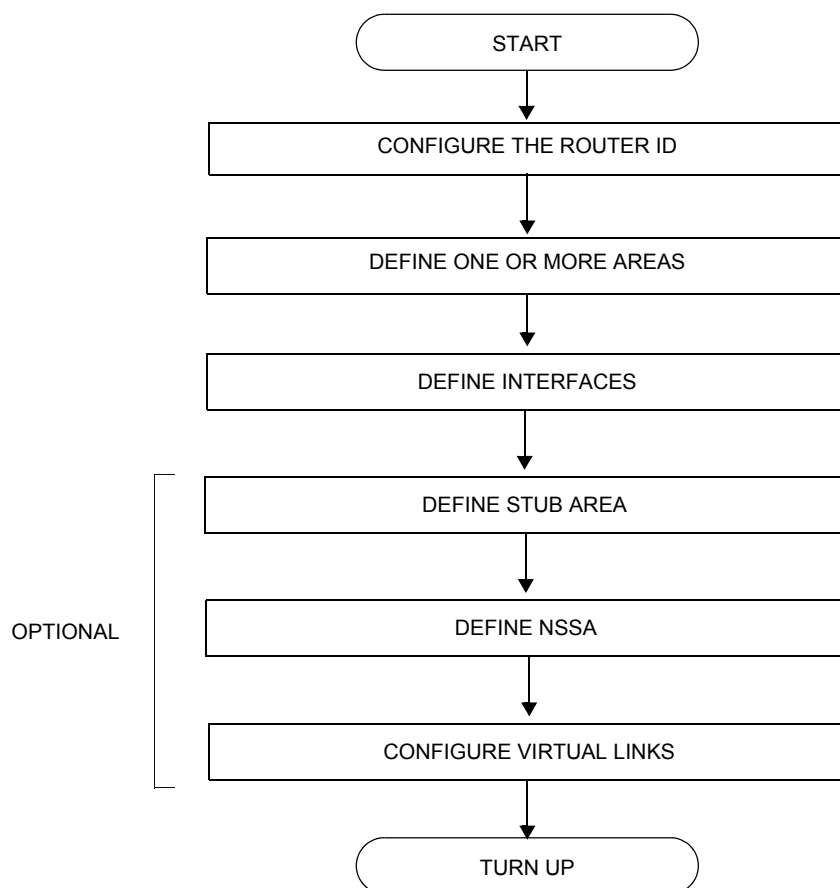 START
CONFIGURE THE ROUTER ID
DEFINE ONE OR MORE AREAS
DEFINE INTERFACES
DEFINE STUB AREA
OPTIONAL
DEFINE NSSA
CONFIGURE VIRTUAL LINKS
TURN UP